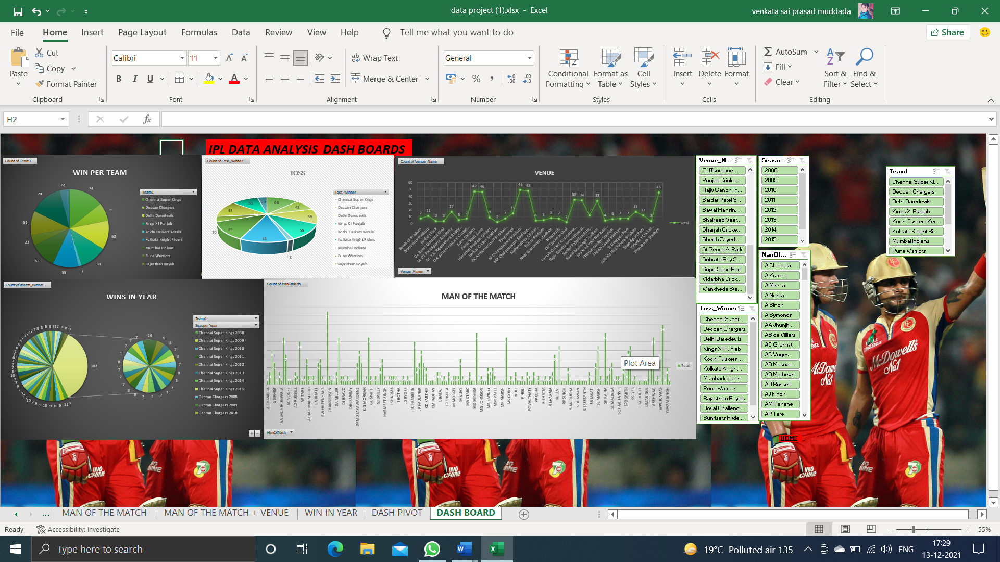 data project (1).xlsx - Excel
venkata sai prasad muddada
File Home Insert Page Layout Formulas Data Review View Help Tell me what you want to do
Share
Paste
Cut
Copy
Format Painter
Clipboard
Calibri 11
B I U
Font
Wrap Text
Merge & Center
Alignment
General
Number
Conditional Formatting
Format as Table
Cell Styles
Styles
Insert Delete Format
Cells
AutoSum
Fill
Clear
Sort & Filter
Find & Select
Editing
H2
fx
IPL DATA ANALYSIS DASH BOARDS
Count of Team1
WIN PER TEAM
22
74
70
39
52
62
23
55
58
55
7
Team1
Chennai Super Kings
Deccan Chargers
Delhi Daredevils
Kings XI Punjab
Kochi Tuskers Kerala
Kolkata Knight Riders
Mumbai Indians
Pune Warriors
Rajasthan Royals
Count of Toss_Winner
TOSS
55
20
66
43
56
58
8
63
65
20
63
Toss_Winner
Chennai Super Kings
Deccan Chargers
Delhi Daredevils
Kings XI Punjab
Kochi Tuskers Kerala
Kolkata Knight Riders
Mumbai Indians
Pune Warriors
Rajasthan Royals
Count of Venue_Name
VENUE
60
50
40
30
20
10
0
7 11 3 3 17 5 7 47 46 9 2 7 15 49 48 4 5 8 7 2 35 34 12 33 4 6 7 7 17 12 3 45
Total
Venue_Name
Venue_N...
OUTsurance ...
Punjab Cricket...
Rajiv Gandhi In...
Sardar Patel S...
Sawai Mansin...
Shaheed Veer...
Sharjah Cricke...
Sheikh Zayed ...
St George's Park
Subrata Roy S...
SuperSport Park
Vidarbha Crick...
Wankhede Sta...
Seaso...
2008
2009
2010
2011
2012
2013
2014
2015
Team1
Chennai Super Ki...
Deccan Chargers
Delhi Daredevils
Kings XI Punjab
Kochi Tuskers Ker...
Kolkata Knight Ri...
Mumbai Indians
Pune Warriors
Count of match_winner
WINS IN YEAR
182
16
Team1
Season_Year
Chennai Super Kings 2008
Chennai Super Kings 2009
Chennai Super Kings 2010
Chennai Super Kings 2011
Chennai Super Kings 2012
Chennai Super Kings 2013
Chennai Super Kings 2014
Chennai Super Kings 2015
Deccan Chargers 2008
Deccan Chargers 2009
Deccan Chargers 2010
Count of ManOfMach
MAN OF THE MATCH
A CHANDILA
A NEHRA
AA JHUNJHUNWALA
AC VOGES
AD RUSSELL
AP TARE
AZHAR MAHMOOD
BA BHATT
BW HILFENHAUS
CJ ANDERSON
DA MILLER
DJ BRAVO
DJG SAMMY
DPMD JAYAWARDENE
EJG MORGAN
GC SMITH
GJ BAILEY
HARMEET SINGH
I SHARMA
J BOTHA
JD RYDER
JEC FRANKLIN
JP FAULKNER
KD KARTHIK
KM JADHAV
L BALAJI
LR SHUKLA
M MORKEL
M VIJAY
MA STARC
MD MISHRA
MG JOHNSON
MK PANDEY
MM PATEL
MR MARSH
MS GONY
NULL
P NEGI
PC VALTHATY
PP OJHA
R BHATIA
R SHARMA
RE LEVI
RP SINGH
S ANIRUDHA
S DHAWAN
S SREESANTH
SB JAKATI
SE MARSH
SK RAINA
SL MALINGA
SOHAIL TANVIR
SPD SMITH
SS IYER
TA BOULT
UMAR GUL
V SEHWAG
WPUJC VAAS
YUVRAJ SINGH
Plot Area
Total
ManOfMach
Toss_Winner
Chennai Super ...
Deccan Chargers
Delhi Daredevils
Kings XI Punjab
Kochi Tuskers ...
Kolkata Knight ...
Mumbai Indians
Pune Warriors
Rajasthan Royals
Royal Challeng...
Sunrisers Hyde...
ManOf...
A Chandila
A Kumble
A Mishra
A Nehra
A Singh
A Symonds
AA Jhunjh...
AB de Villiers
AC Gilchrist
AC Voges
AD Mascar...
AD Mathews
AD Russell
AJ Finch
AM Rahane
AP Tare
HOME
McDowell's
No.1
7UP
MAN OF THE MATCH
MAN OF THE MATCH + VENUE
WIN IN YEAR
DASH PIVOT
DASH BOARD
Ready
Accessibility: Investigate
55%
Type here to search
19°C Polluted air 135
ENG
17:29
13-12-2021